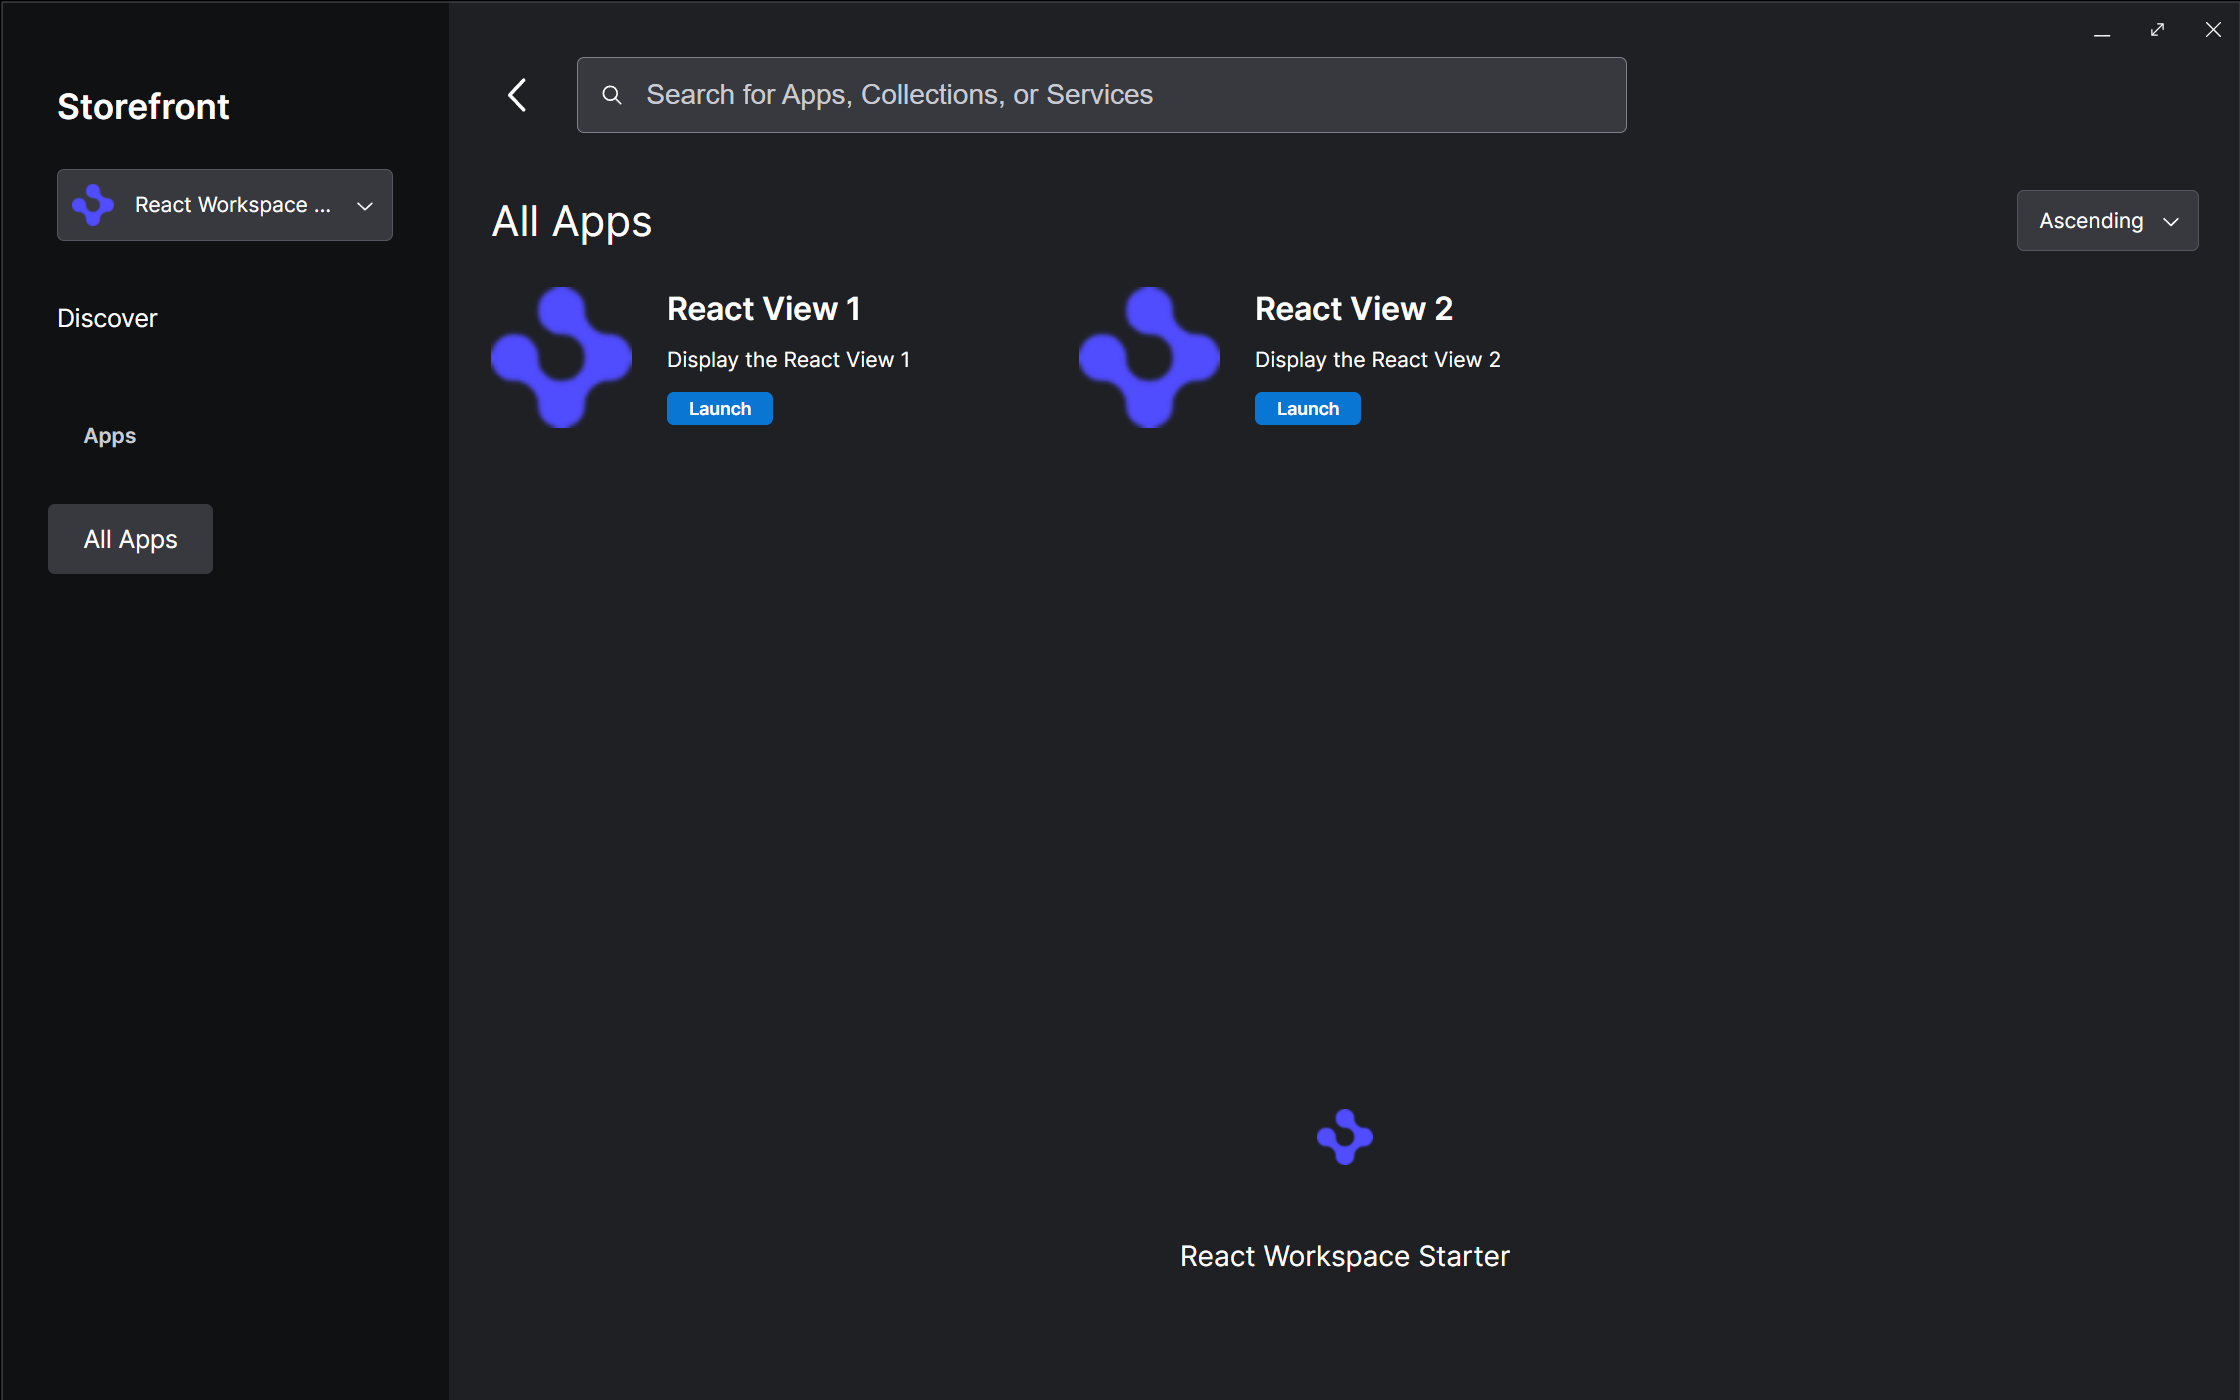 Storefront
React Workspace ...
Discover
Apps
All Apps
Search for Apps, Collections, or Services
All Apps
Ascending
React View 1
Display the React View 1
Launch
React View 2
Display the React View 2
Launch
React Workspace Starter